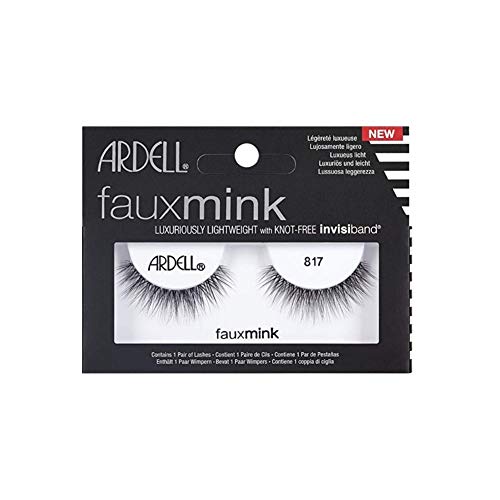 NEW
Légèreté luxueuse
Lujosamente ligero
Luxueus licht
Luxuriös und leicht
Lussuosa leggerezza
ARDELL®
fauxmink
LUXURIOUSLY LIGHTWEIGHT with KNOT-FREE invisiband®
ARDELL®
817
fauxmink
Contains 1 Pair of Lashes - Contient 1 Paire de Cils - Contiene 1 Par de Pestañas
Enthält 1 Paar Wimpern - Bevat 1 Paar Wimpers - Contiene 1 coppia di ciglia